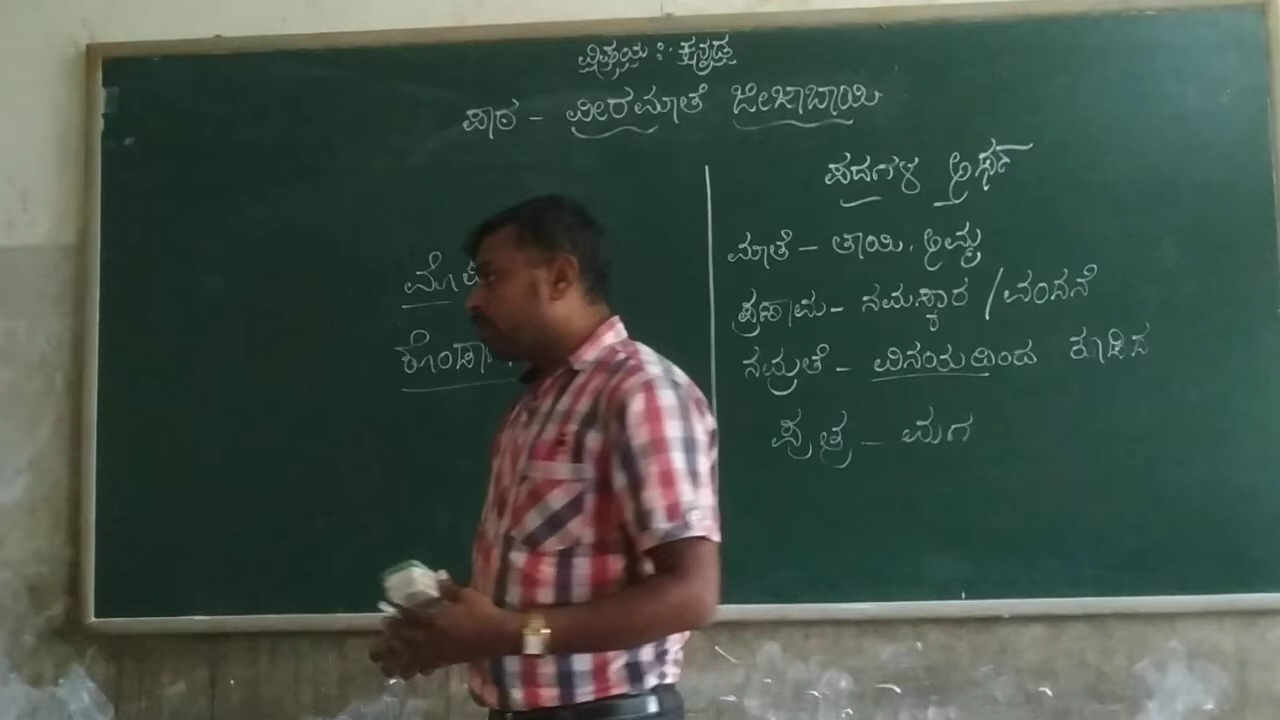 ವಿಷಯ : ಕನ್ನಡ
ಪಾಠ - ವೀರಮಾತೆ ಜೀಜಾಬಾಯಿ
ಪದಗಳ ಅರ್ಥ
ಮಾತೆ - ತಾಯಿ, ಅಮ್ಮ
ಪ್ರಣಾಮ - ನಮಸ್ಕಾರ / ವಂದನೆ
ನಮ್ರತೆ - ವಿನಯದಿಂದ ಕೂಡಿದ
ಪುತ್ರ - ಮಗ